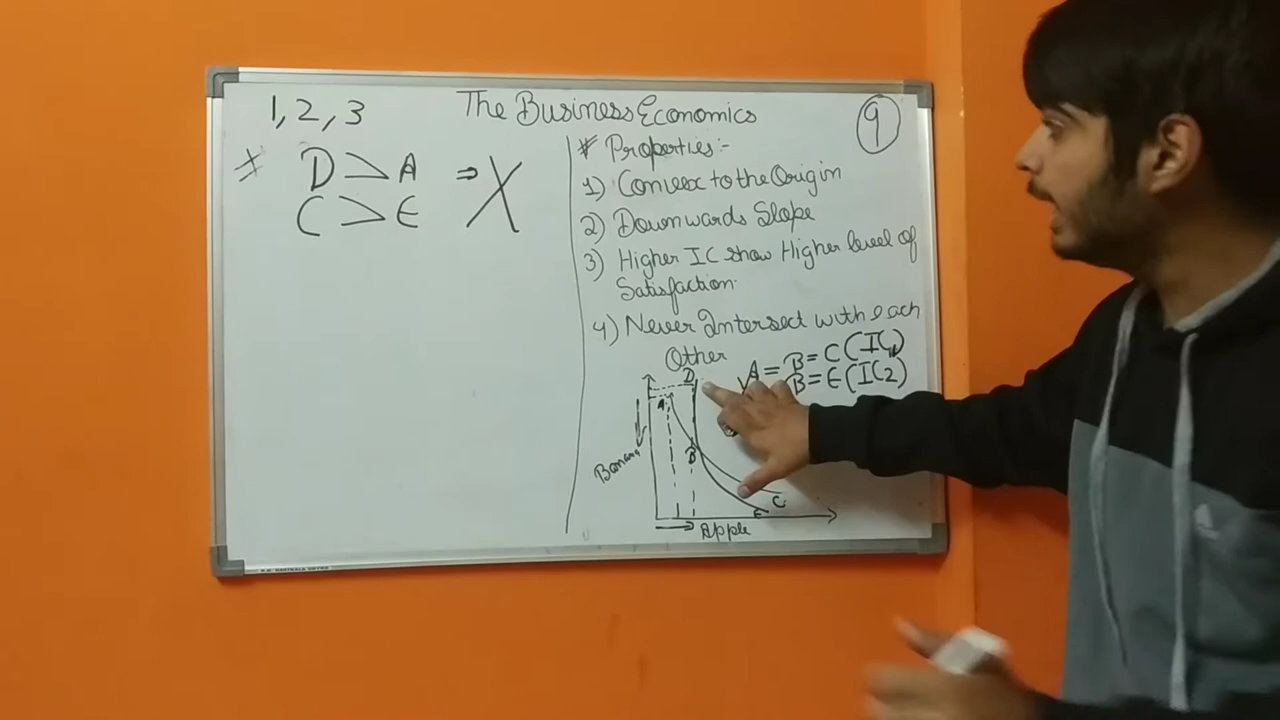 1, 2, 3
The Business Economics
9
# D > A ⇒ X
C > E
# Properties:-
1) Convex to the Origin
2) Downwards Slope
3) Higher IC show Higher level of
Satisfaction.
4) Never Intersect with each
Other
A = B = C (IC1)
B = E (IC2)
D
A
B
C
E
Apple